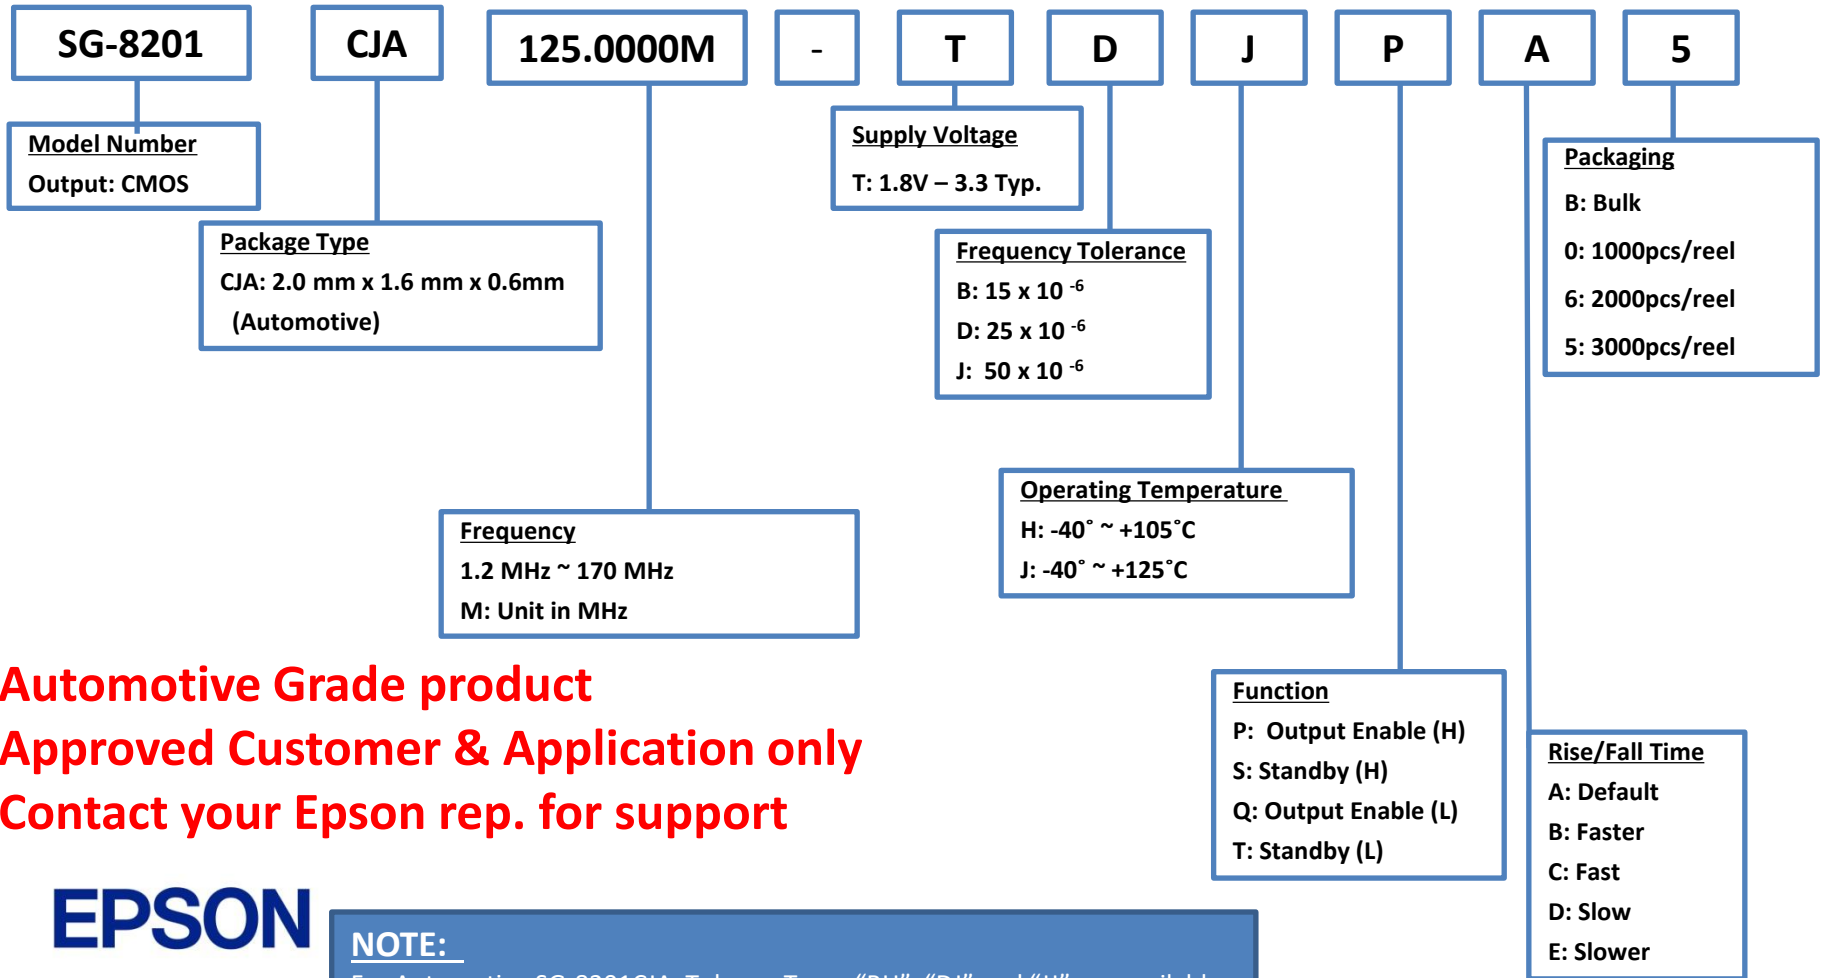 SG-8201 CJA 125.0000M - T D J P A 5
Model Number
Output: CMOS
Package Type
CJA: 2.0 mm x 1.6 mm x 0.6mm
(Automotive)
Frequency
1.2 MHz ~ 170 MHz
M: Unit in MHz
Supply Voltage
T: 1.8V – 3.3 Typ.
Frequency Tolerance
B: 15 x 10 -6
D: 25 x 10 -6
J: 50 x 10 -6
Operating Temperature
H: -40˚ ~ +105˚C
J: -40˚ ~ +125˚C
Function
P: Output Enable (H)
S: Standby (H)
Q: Output Enable (L)
T: Standby (L)
Rise/Fall Time
A: Default
B: Faster
C: Fast
D: Slow
E: Slower
Packaging
B: Bulk
0: 1000pcs/reel
6: 2000pcs/reel
5: 3000pcs/reel
Automotive Grade product
Approved Customer & Application only
Contact your Epson rep. for support
EPSON
NOTE: